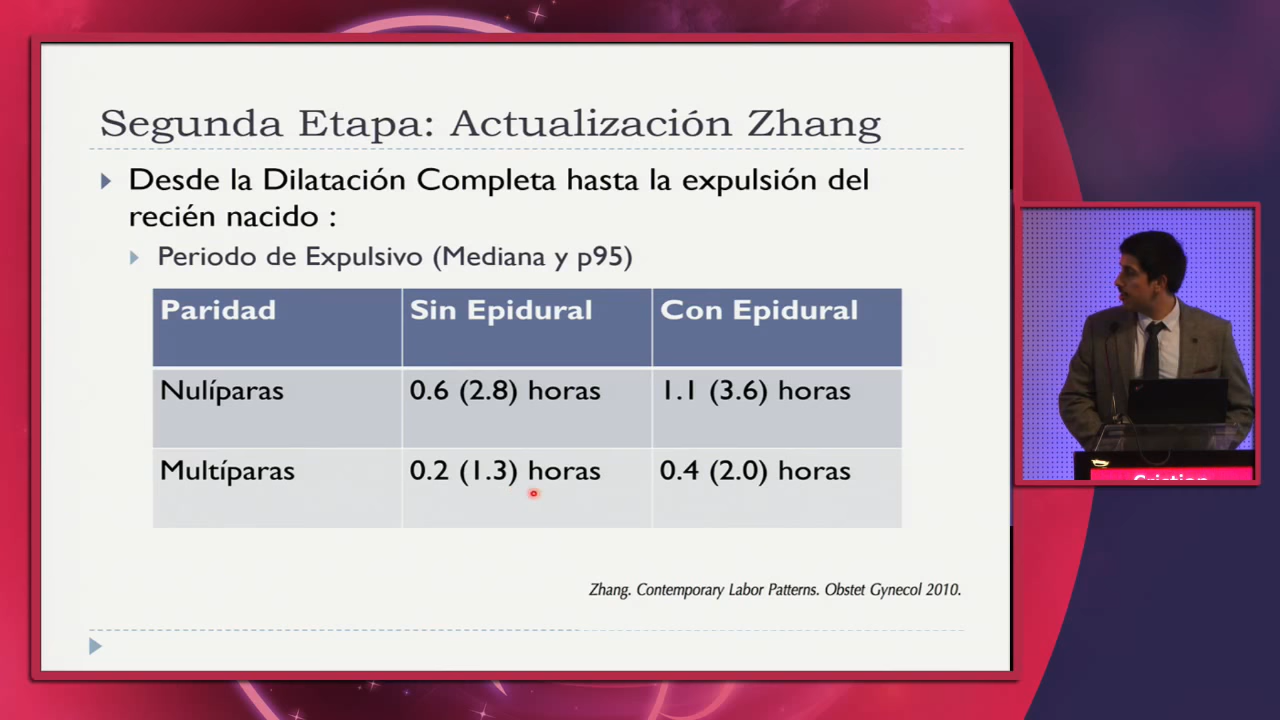 Segunda Etapa: Actualización Zhang
Desde la Dilatación Completa hasta la expulsión del
recién nacido :
Periodo de Expulsivo (Mediana y p95)
Paridad Sin Epidural Con Epidural
Nulíparas 0.6 (2.8) horas 1.1 (3.6) horas
Multíparas 0.2 (1.3) horas 0.4 (2.0) horas
Zhang. Contemporary Labor Patterns. Obstet Gynecol 2010.
Cristian